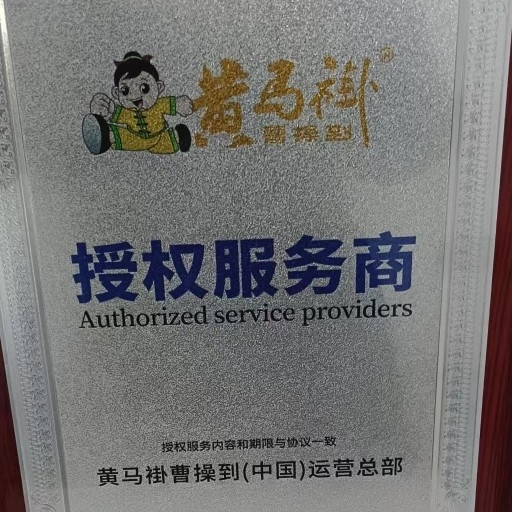 黄马褂®
曹操到
授权服务商
Authorized service providers
授权服务内容和期限与协议一致
黄马褂曹操到(中国)运营总部